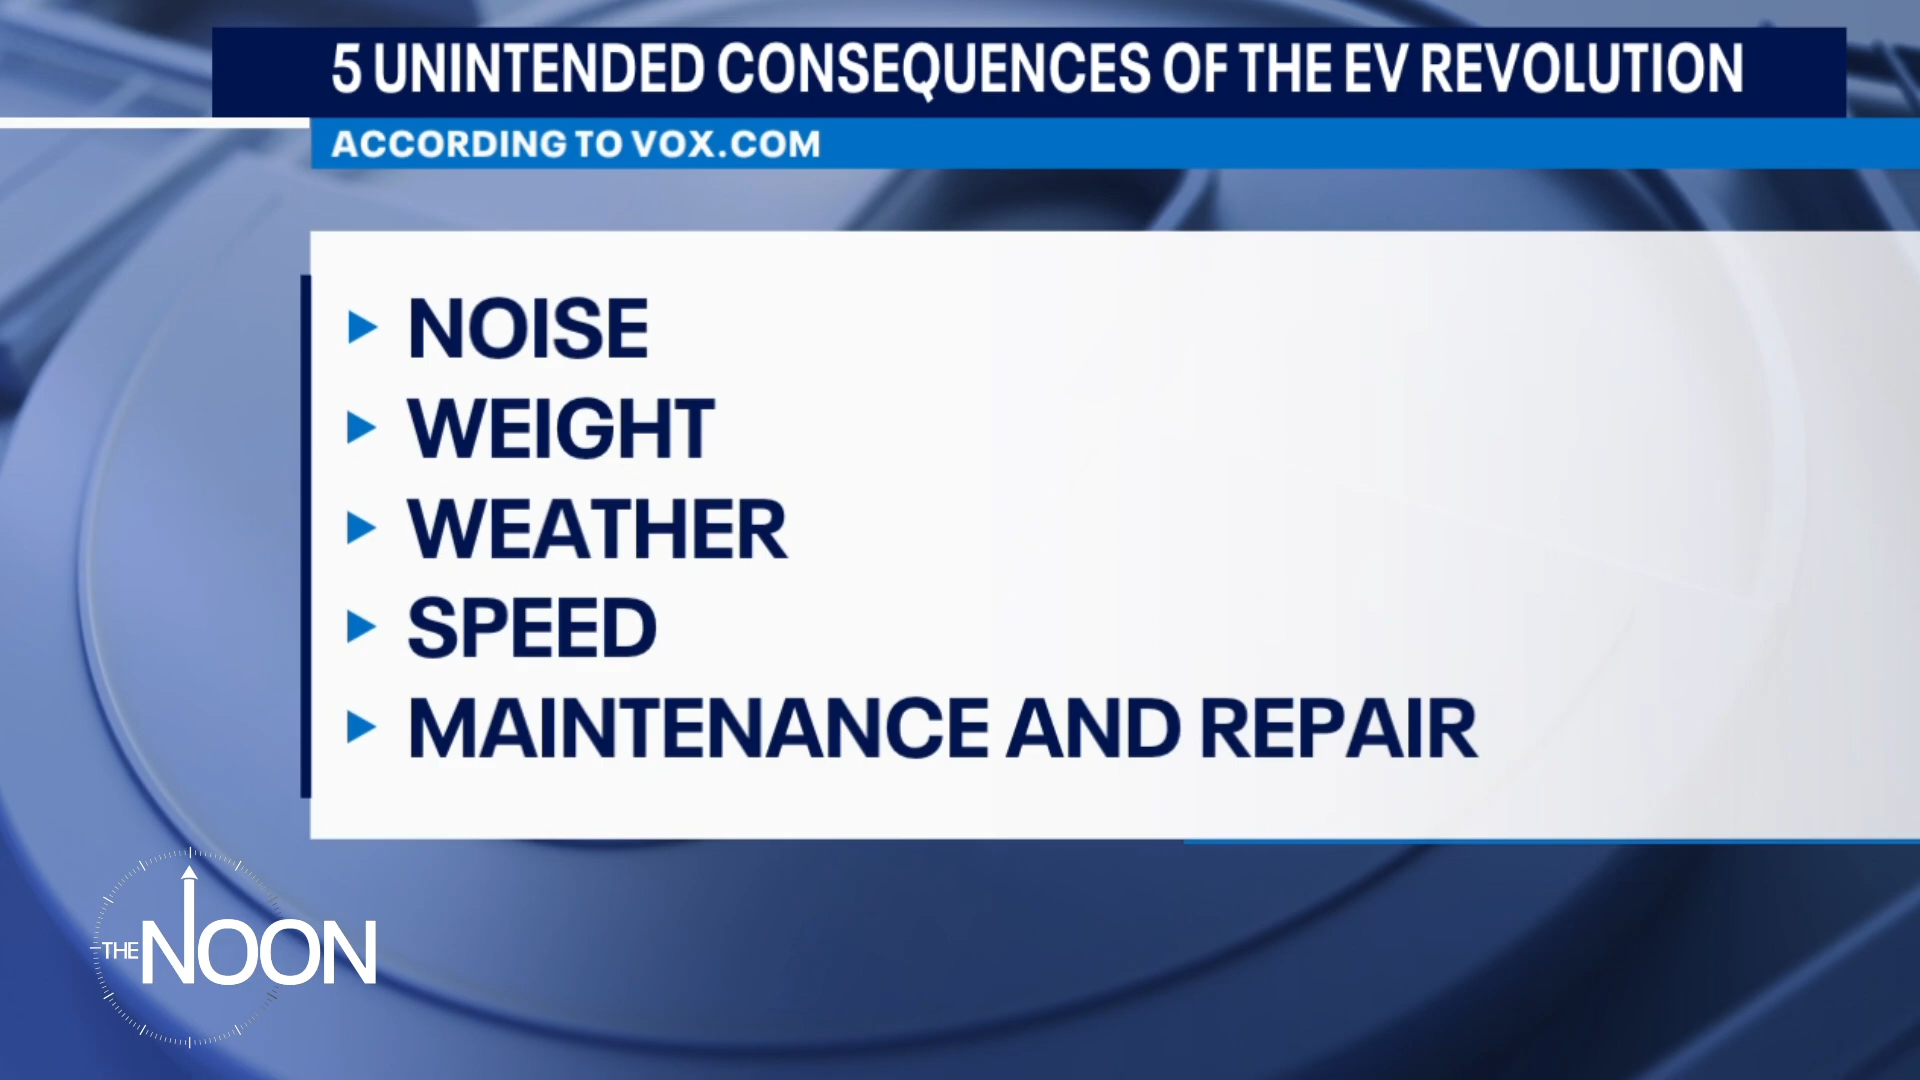 5 UNINTENDED CONSEQUENCES OF THE EV REVOLUTION
ACCORDING TO VOX.COM
NOISE
WEIGHT
WEATHER
SPEED
MAINTENANCE AND REPAIR
THE NOON